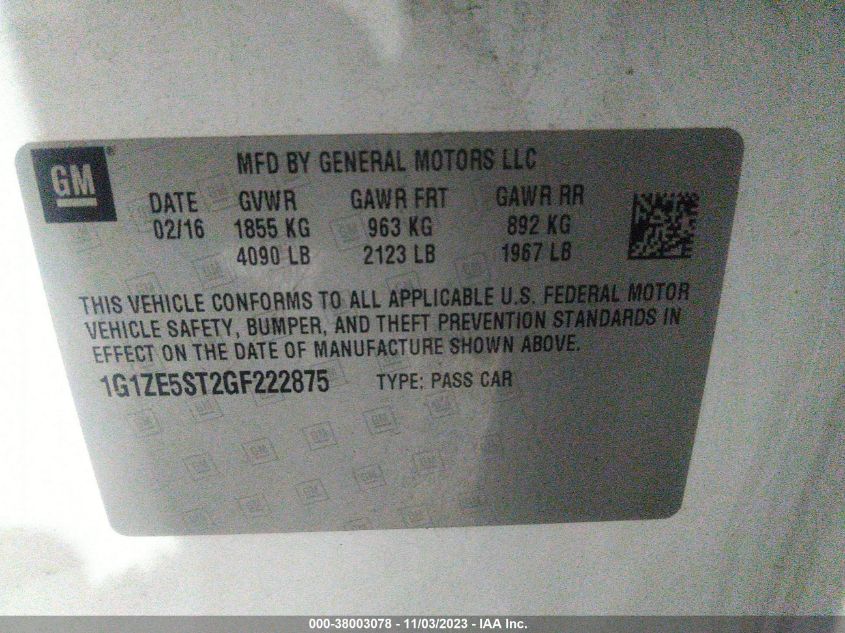 GM
MFD BY GENERAL MOTORS LLC
DATE GVWR GAWR FRT GAWR RR
02/16 1855 KG 963 KG 892 KG
4090 LB 2123 LB 1967 LB
THIS VEHICLE CONFORMS TO ALL APPLICABLE U.S. FEDERAL MOTOR
VEHICLE SAFETY, BUMPER, AND THEFT PREVENTION STANDARDS IN
EFFECT ON THE DATE OF MANUFACTURE SHOWN ABOVE.
1G1ZE5ST2GF222875 TYPE: PASS CAR
000-38003078 - 11/03/2023 - IAA Inc.